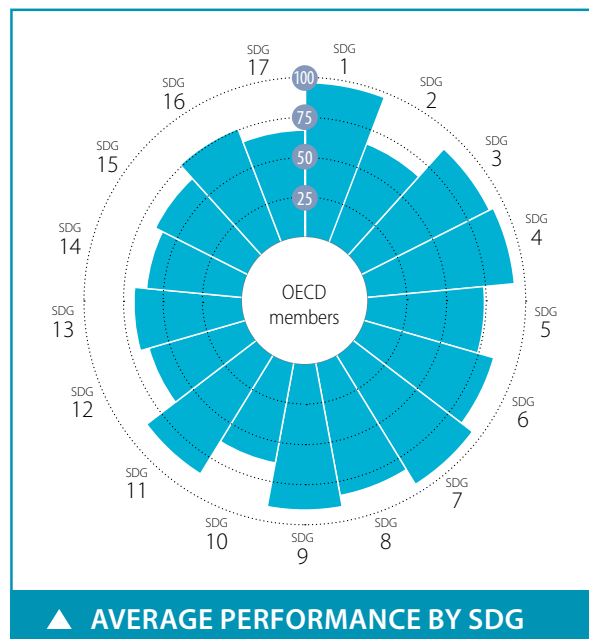 SDG
1
SDG
2
SDG
3
SDG
4
SDG
5
SDG
6
SDG
7
SDG
8
SDG
9
SDG
10
SDG
11
SDG
12
SDG
13
SDG
14
SDG
15
SDG
16
SDG
17
100
75
50
25
OECD
members
▲ AVERAGE PERFORMANCE BY SDG